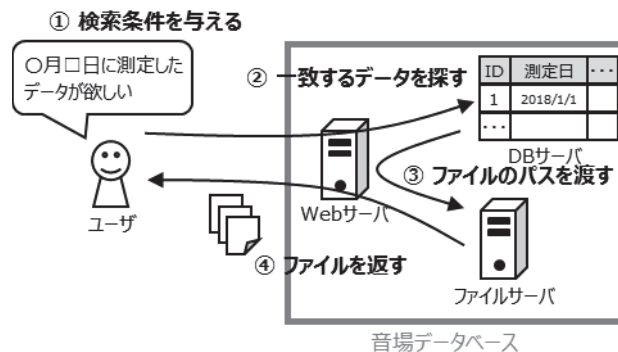 ① 検索条件を与える
〇月□日に測定した
データが欲しい
② 一致するデータを探す
ID 測定日 ･･･
1 2018/1/1
･･･
DBサーバ
③ ファイルのパスを渡す
ユーザ
Webサーバ
④ ファイルを返す
ファイルサーバ
音場データベース